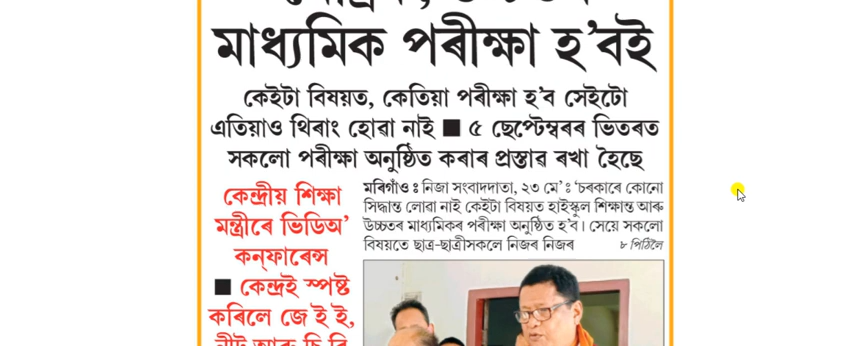 মাধ্যমিক পৰীক্ষা হ'বই
কেইটা বিষয়ত, কেতিয়া পৰীক্ষা হ'ব সেইটো
এতিয়াও থিৰাং হোৱা নাই ■ ৫ ছেপ্টেম্বৰৰ ভিতৰত
সকলো পৰীক্ষা অনুষ্ঠিত কৰাৰ প্ৰস্তাৱ ৰখা হৈছে
কেন্দ্ৰীয় শিক্ষা
মন্ত্ৰীৰে ভিডিঅ'
কন্‌ফাৰেন্স
■ কেন্দ্ৰই স্পষ্ট
কৰিলে জে ই ই,
মৰিগাঁও : নিজা সংবাদদাতা, ২৩ মে' : 'চৰকাৰে কোনো
সিদ্ধান্ত লোৱা নাই কেইটা বিষয়ত হাইস্কুল শিক্ষান্ত আৰু
উচ্চতৰ মাধ্যমিকৰ পৰীক্ষা অনুষ্ঠিত হ'ব। সেয়ে সকলো
বিষয়তে ছাত্ৰ-ছাত্ৰীসকলে নিজৰ নিজৰ ৮ পিঠিলৈ